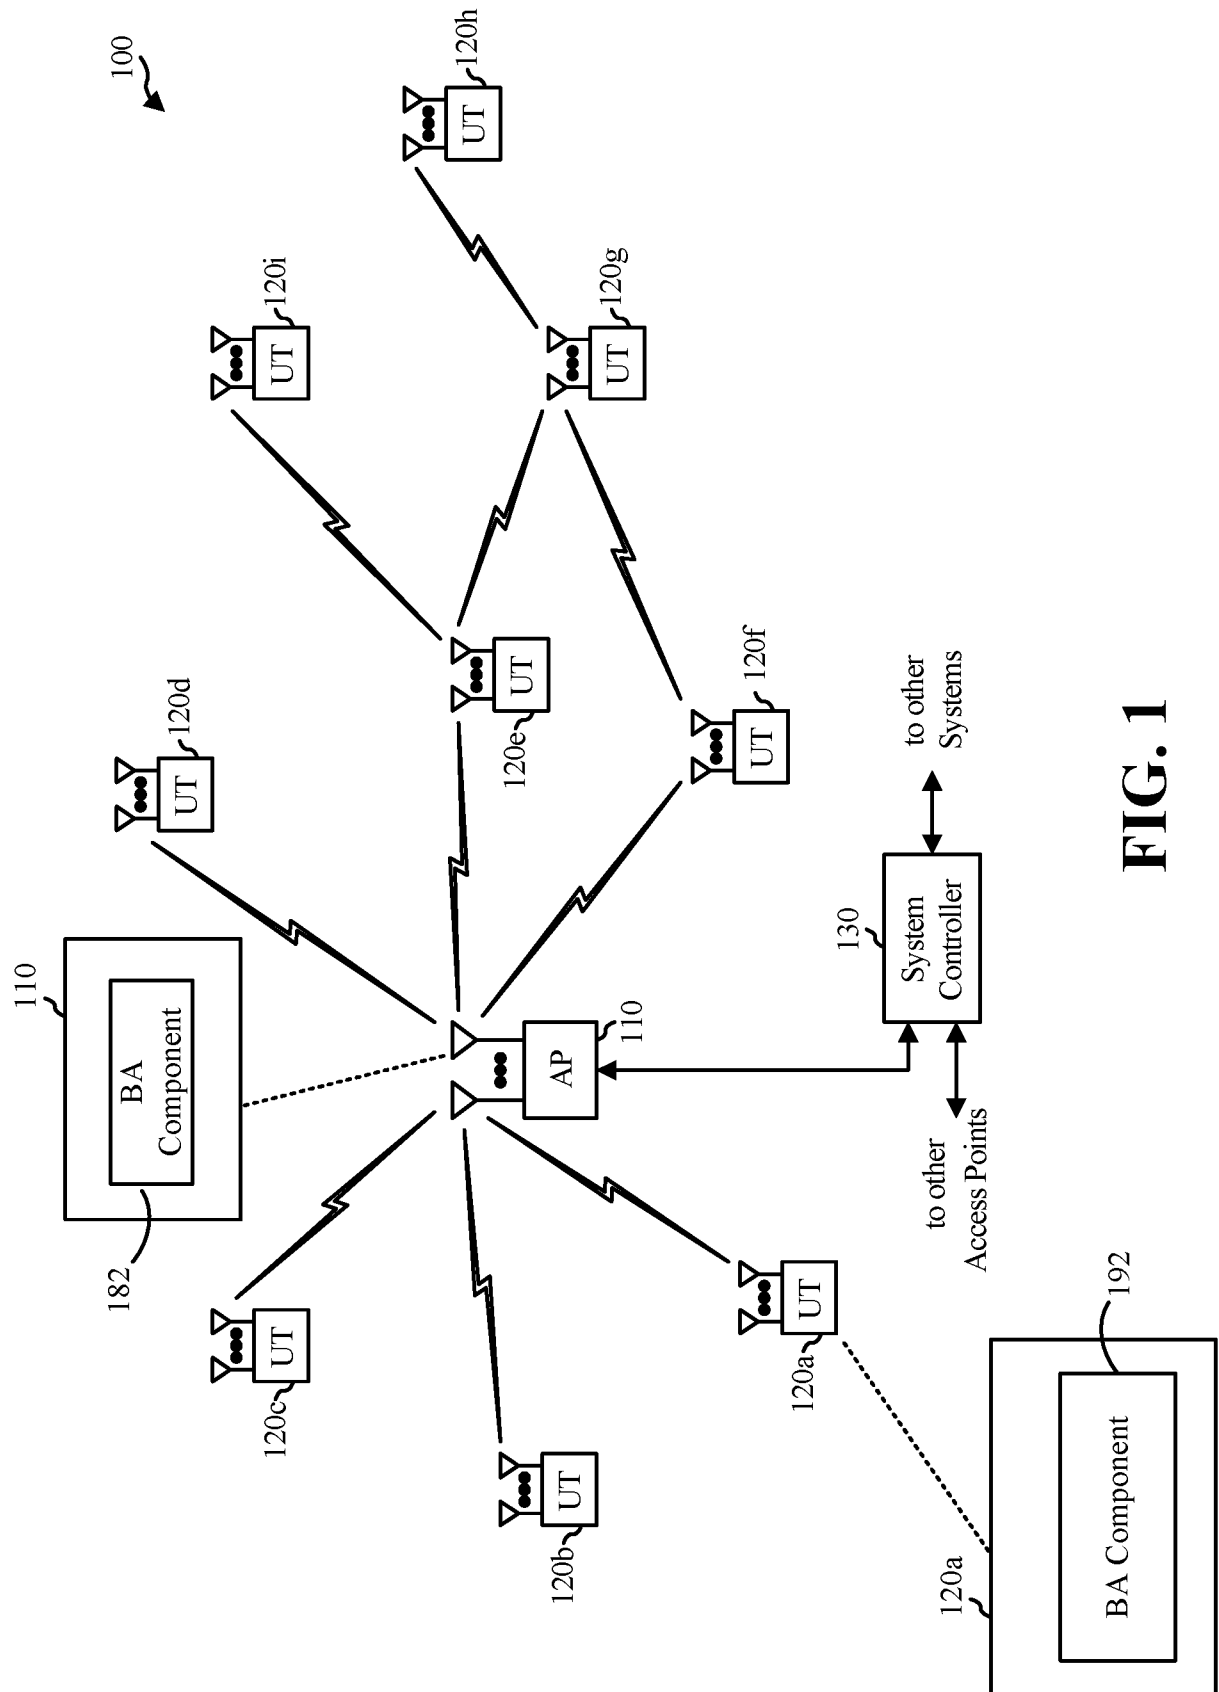 100
110
BA
Component
182
120d
UT
120i
UT
120h
UT
120c
UT
120e
UT
120g
UT
120b
UT
110
AP
120f
UT
120a
UT
130
System
Controller
to other
Systems
to other
Access Points
120a
BA Component
192
FIG. 1